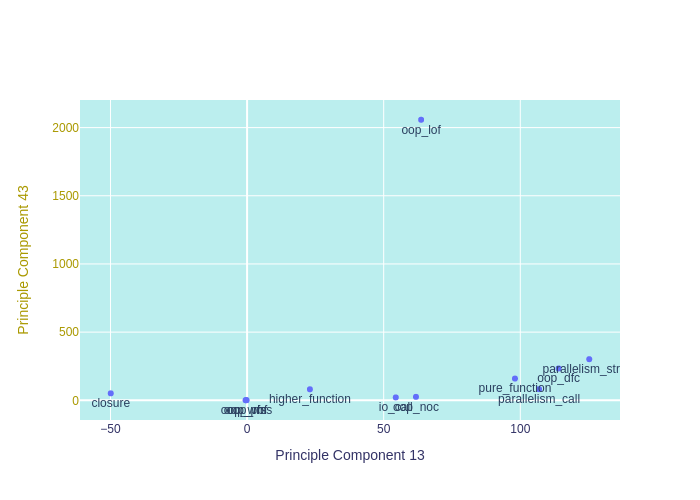 2000
oop_lof
1500
1000
500
parallelism_str
oop_dfc
pure_function
parallelism_call
0
closure
higher_function
io_call
oop_noc
−50
0
50
100
Principle Component 13
Principle Component 43